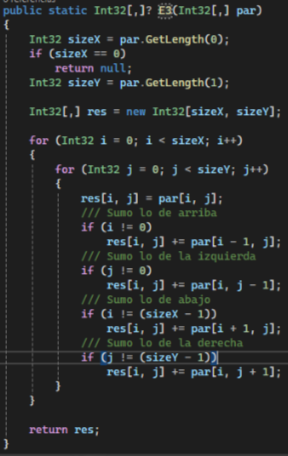 public static Int32[,]? E3(Int32[,] par)
{
    Int32 sizeX = par.GetLength(0);
    if (sizeX == 0)
        return null;
    Int32 sizeY = par.GetLength(1);

    Int32[,] res = new Int32[sizeX, sizeY];

    for (Int32 i = 0; i < sizeX; i++)
    {
        for (Int32 j = 0; j < sizeY; j++)
        {
            res[i, j] = par[i, j];
            /// Sumo lo de arriba
            if (i != 0)
                res[i, j] += par[i - 1, j];
            /// Sumo lo de la izquierda
            if (j != 0)
                res[i, j] += par[i, j - 1];
            /// Sumo lo de abajo
            if (i != (sizeX - 1))
                res[i, j] += par[i + 1, j];
            /// Sumo lo de la derecha
            if (j != (sizeY - 1))
                res[i, j] += par[i, j + 1];
        }
    }

    return res;
}